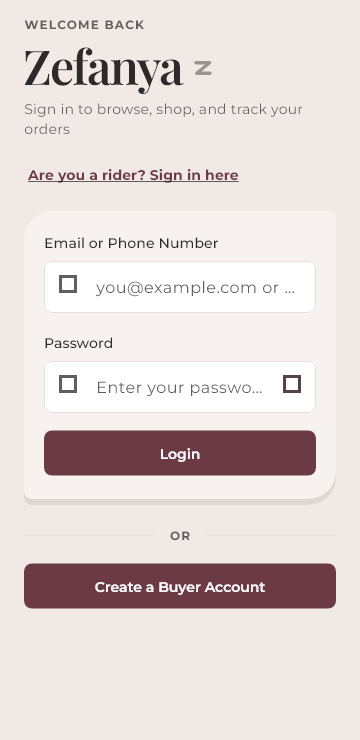 WELCOME BACK
Zefanya
Sign in to browse, shop, and track your
orders
Are you a rider? Sign in here
Email or Phone Number
you@example.com or ...
Password
Enter your passwo...
Login
OR
Create a Buyer Account